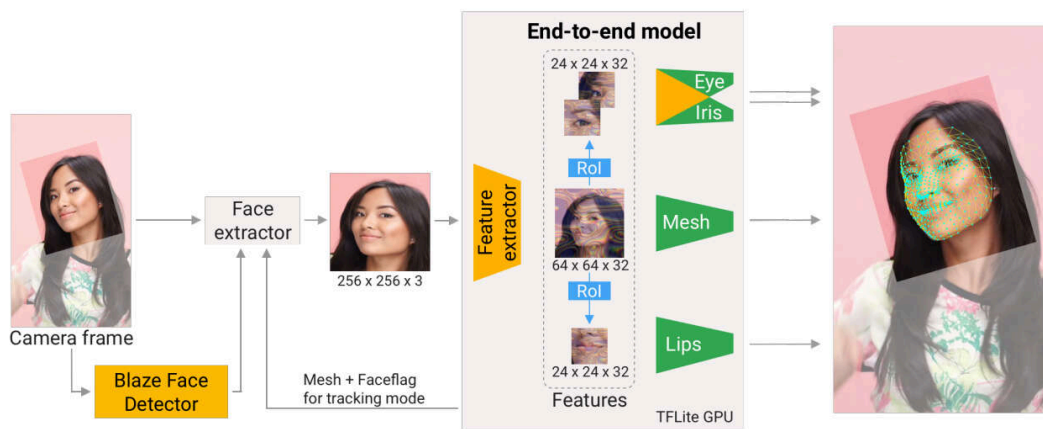 End-to-end model
24 x 24 x 32
Eye
Iris
RoI
Face
extractor
Feature
extractor
Mesh
256 x 256 x 3
64 x 64 x 32
RoI
Camera frame
Lips
Blaze Face
Detector
Mesh + Faceflag
for tracking mode
24 x 24 x 32
Features
TFLite GPU